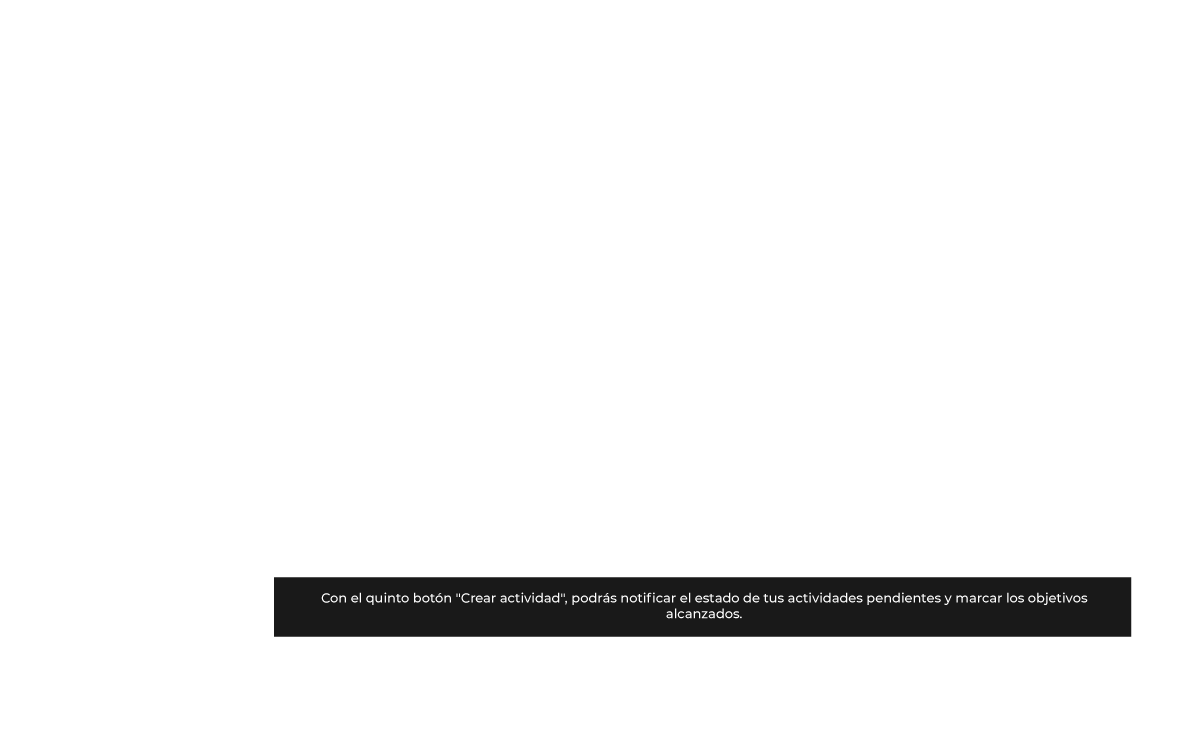 Con el quinto botón "Crear actividad", podrás notificar el estado de tus actividades pendientes y marcar los objetivos
alcanzados.